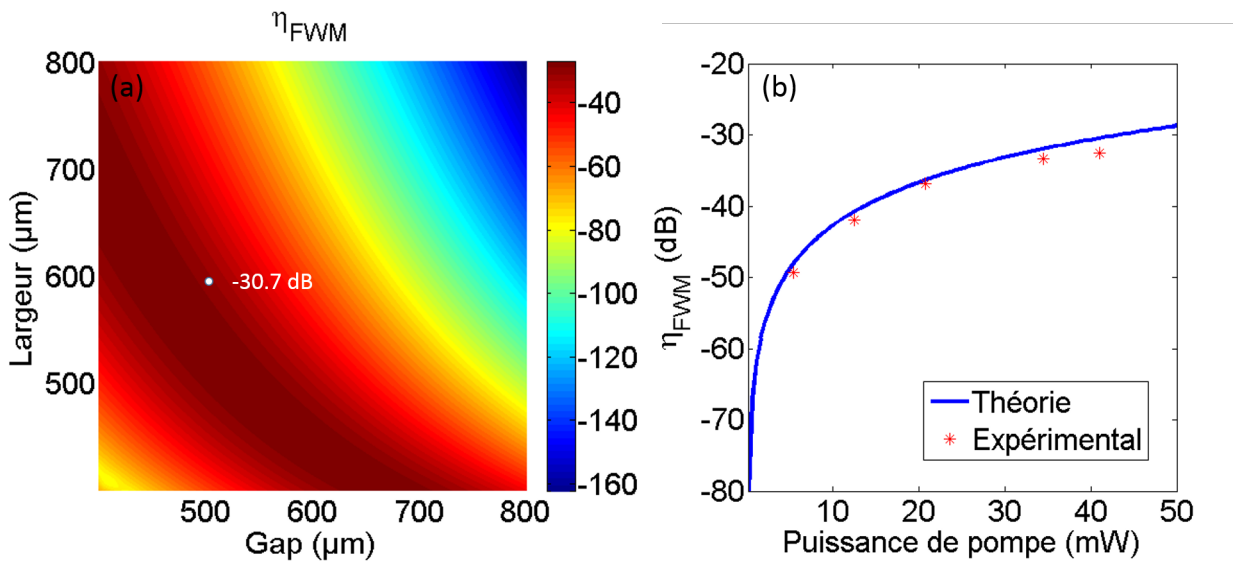 ηFWM
(a)
800
700
600
500
Largeur (µm)
-30.7 dB
500 600 700 800
Gap (µm)
-40
-60
-80
-100
-120
-140
-160
(b)
-20
-30
-40
-50
-60
-70
-80
ηFWM (dB)
Théorie
Expérimental
10 20 30 40 50
Puissance de pompe (mW)